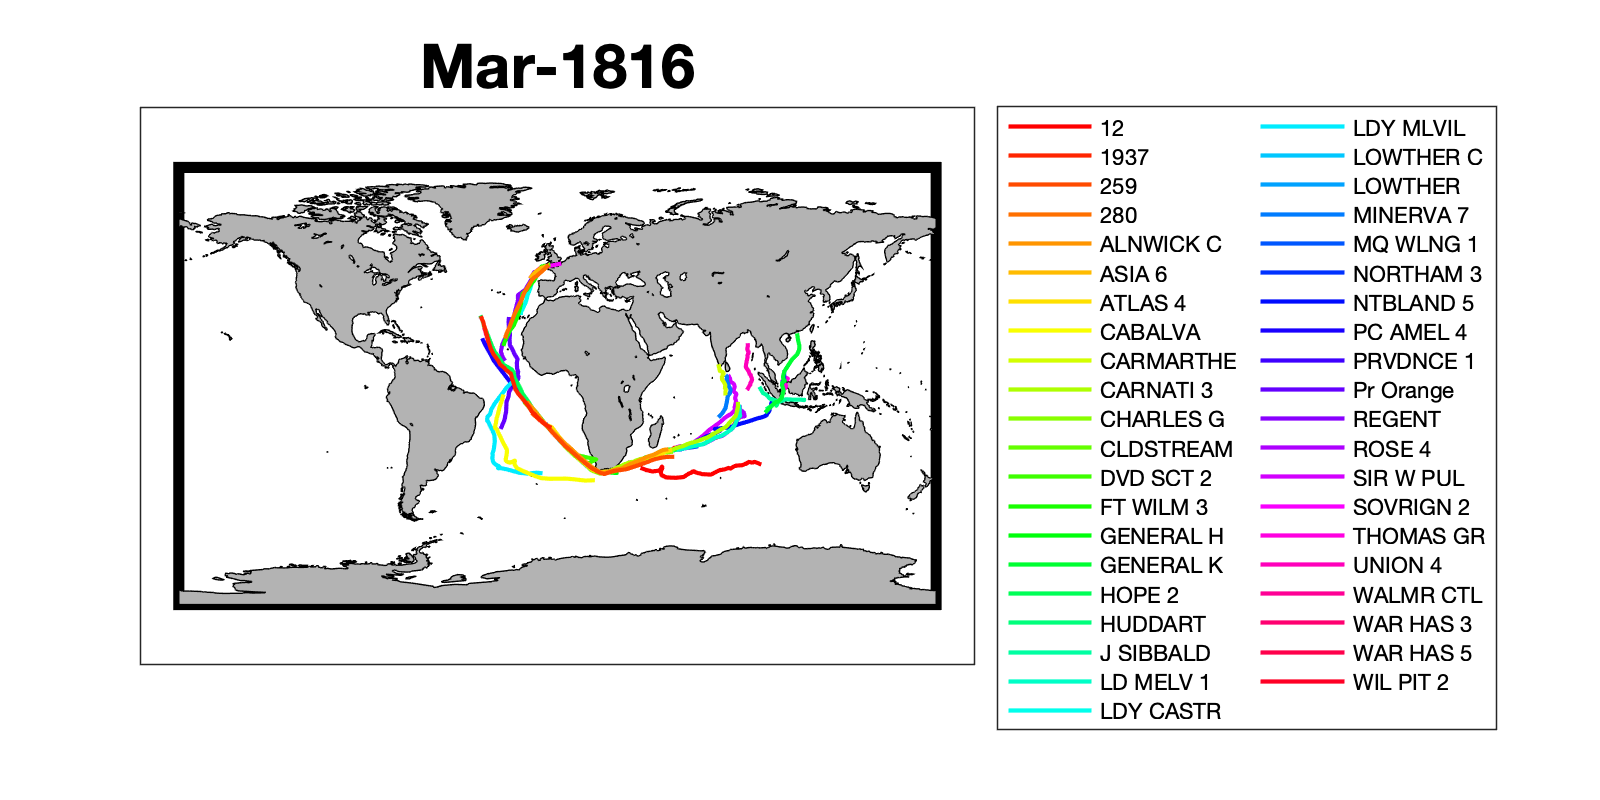 Mar-1816
12
1937
259
280
ALNWICK C
ASIA 6
ATLAS 4
CABALVA
CARMARTHE
CARNATI 3
CHARLES G
CLDSTREAM
DVD SCT 2
FT WILM 3
GENERAL H
GENERAL K
HOPE 2
HUDDART
J SIBBALD
LD MELV 1
LDY CASTR
LDY MLVIL
LOWTHER C
LOWTHER
MINERVA 7
MQ WLNG 1
NORTHAM 3
NTBLAND 5
PC AMEL 4
PRVDNCE 1
Pr Orange
REGENT
ROSE 4
SIR W PUL
SOVRIGN 2
THOMAS GR
UNION 4
WALMR CTL
WAR HAS 3
WAR HAS 5
WIL PIT 2